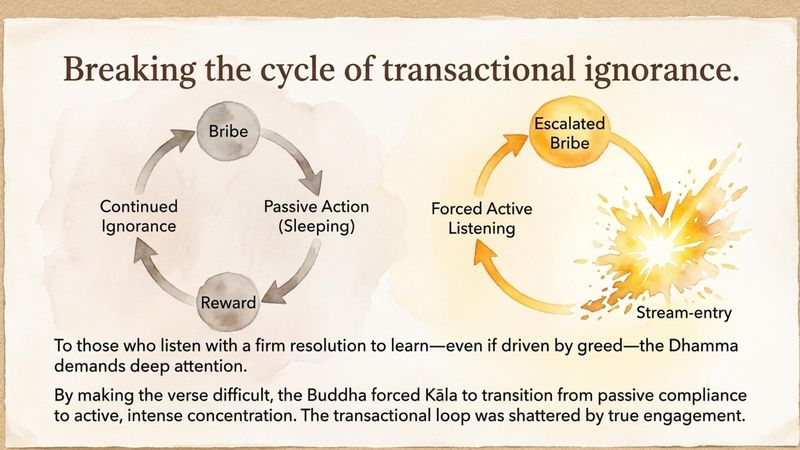 Breaking the cycle of transactional ignorance.
Bribe
Passive Action
(Sleeping)
Reward
Continued
Ignorance
Escalated
Bribe
Stream-entry
Forced Active
Listening
To those who listen with a firm resolution to learn—even if driven by greed—the Dhamma
demands deep attention.
By making the verse difficult, the Buddha forced Kāla to transition from passive compliance
to active, intense concentration. The transactional loop was shattered by true engagement.